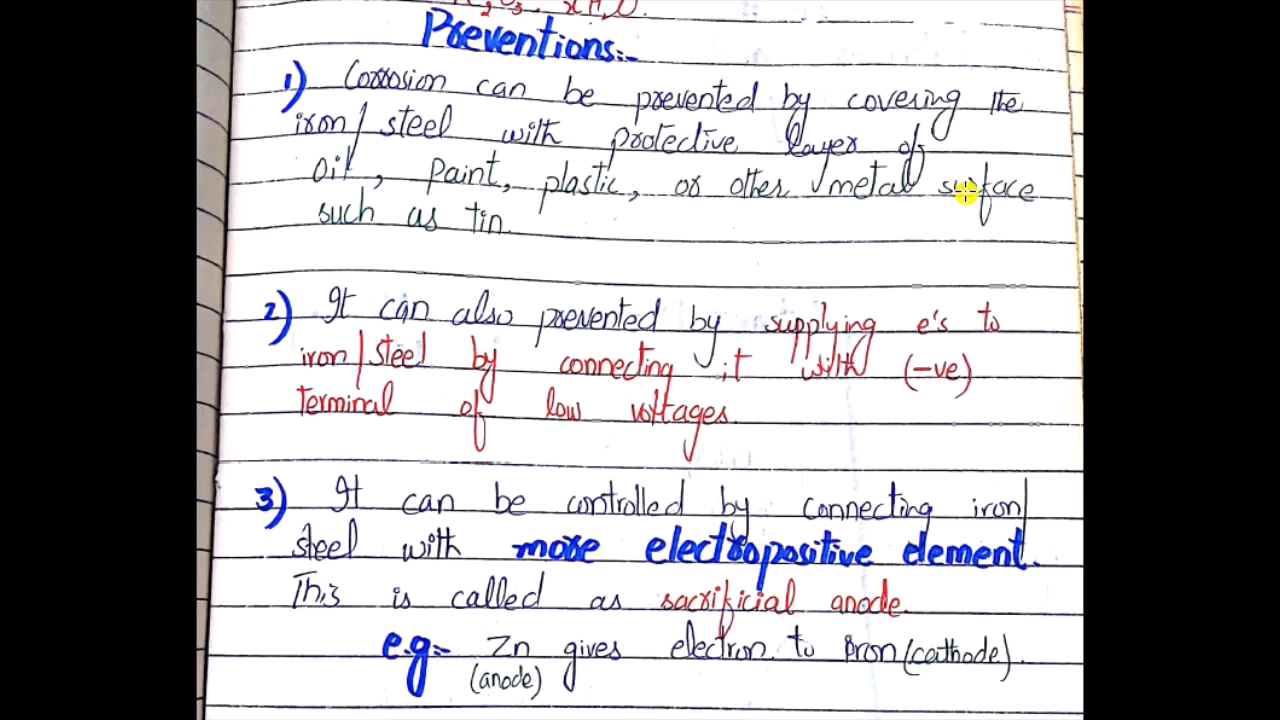 Preventions:-
1) Corrosion can be prevented by covering the
iron/steel with protective layer of
oil, paint, plastic, or other metal surface
such as tin.
2) It can also prevented by supplying e's to
iron/steel by connecting it with (-ve)
terminal of low voltages.
3) It can be controlled by connecting iron/
steel with more electropositive element.
This is called as sacrificial anode.
e.g:- Zn gives electron to Iron (cathode).
(anode)